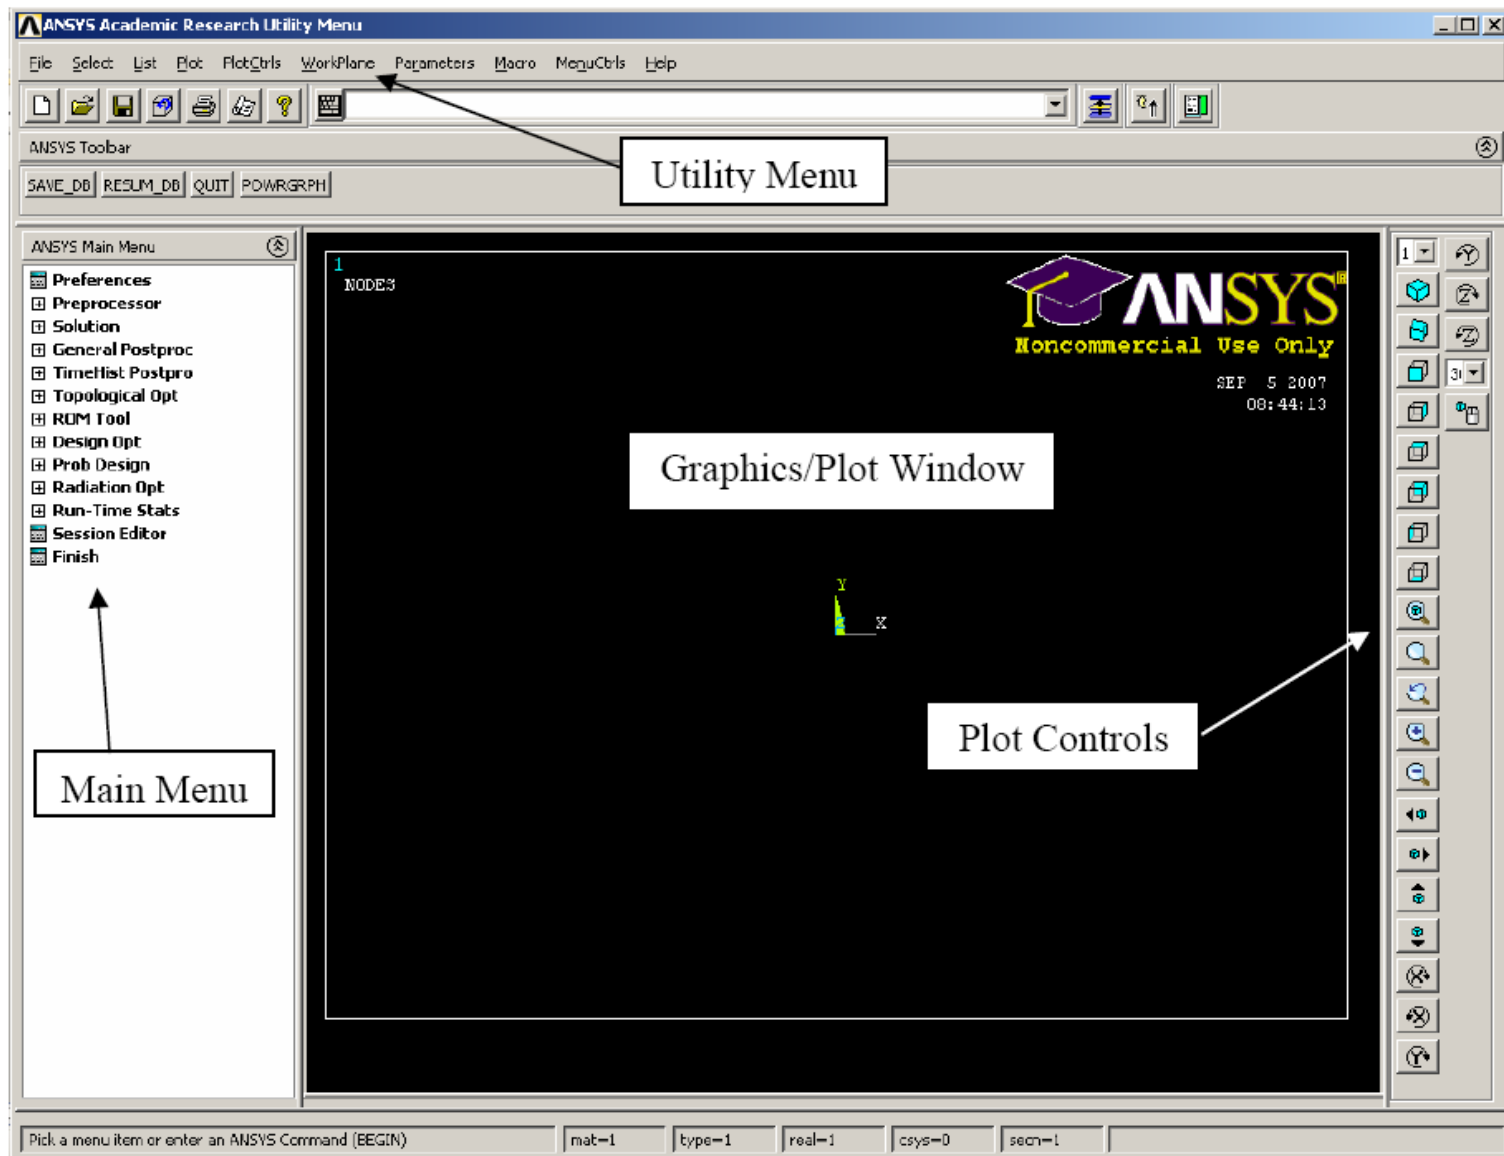 ANSYS Academic Research Utility Menu
File Select List Plot PlotCtrls WorkPlane Parameters Macro MenuCtrls Help
ANSYS Toolbar
Utility Menu
SAVE_DB RESUM_DB QUIT POWRGRPH
ANSYS Main Menu
Preferences
Preprocessor
Solution
General Postproc
TimeHist Postpro
Topological Opt
ROM Tool
Design Opt
Prob Design
Radiation Opt
Run-Time Stats
Session Editor
Finish
Main Menu
1
NODES
ANSYS
Noncommercial Use Only
SEP 5 2007
08:44:13
Graphics/Plot Window
Y
X
Plot Controls
1
Y
Z
Z
X
X
Y
Pick a menu item or enter an ANSYS Command (BEGIN)
mat=1
type=1
real=1
csys=0
secn=1